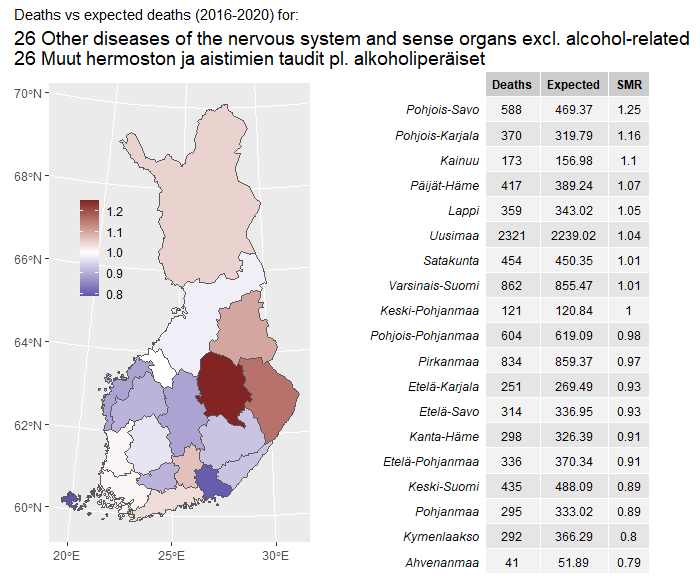 Deaths vs expected deaths (2016-2020) for:
26 Other diseases of the nervous system and sense organs excl. alcohol-related
26 Muut hermoston ja aistimien taudit pl. alkoholiperäiset
Deaths Expected SMR
Pohjois-Savo 588 469.37 1.25
Pohjois-Karjala 370 319.79 1.16
Kainuu 173 156.98 1.1
Päijät-Häme 417 389.24 1.07
Lappi 359 343.02 1.05
Uusimaa 2321 2239.02 1.04
Satakunta 454 450.35 1.01
Varsinais-Suomi 862 855.47 1.01
Keski-Pohjanmaa 121 120.84 1
Pohjois-Pohjanmaa 604 619.09 0.98
Pirkanmaa 834 859.37 0.97
Etelä-Karjala 251 269.49 0.93
Etelä-Savo 314 336.95 0.93
Kanta-Häme 298 326.39 0.91
Etelä-Pohjanmaa 336 370.34 0.91
Keski-Suomi 435 488.09 0.89
Pohjanmaa 295 333.02 0.89
Kymenlaakso 292 366.29 0.8
Ahvenanmaa 41 51.89 0.79
70°N
68°N
66°N
64°N
62°N
60°N
1.2
1.1
1.0
0.9
0.8
20°E 25°E 30°E